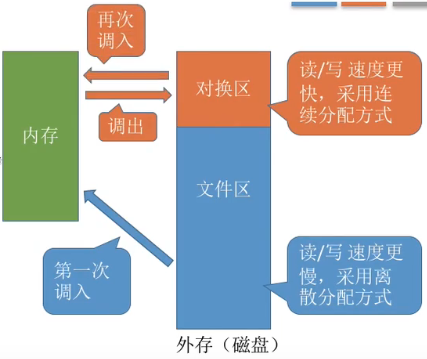 再次
调入
调出
内存
第一次
调入
对换区
文件区
读/写 速度更
快，采用连
续分配方式
读/写 速度更
慢，采用离
散分配方式
外存（磁盘）